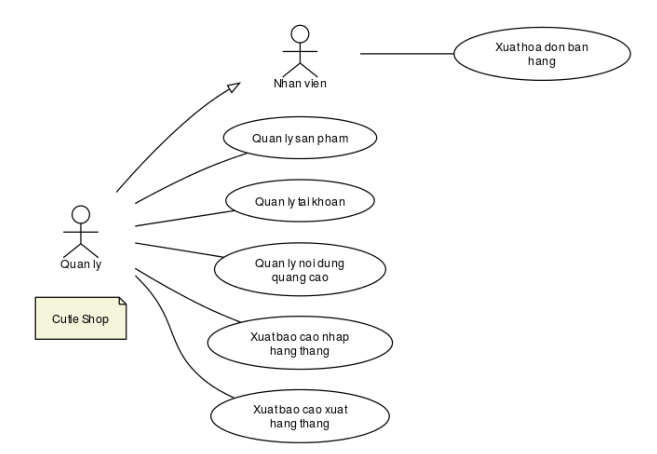 Xuat hoa don ban
hang
Nhan vien
Quan ly san pham
Quan ly tai khoan
Quan ly
Quan ly noi dung
quang cao
Cutie Shop
Xuat bao cao nhap
hang thang
Xuat bao cao xuat
hang thang